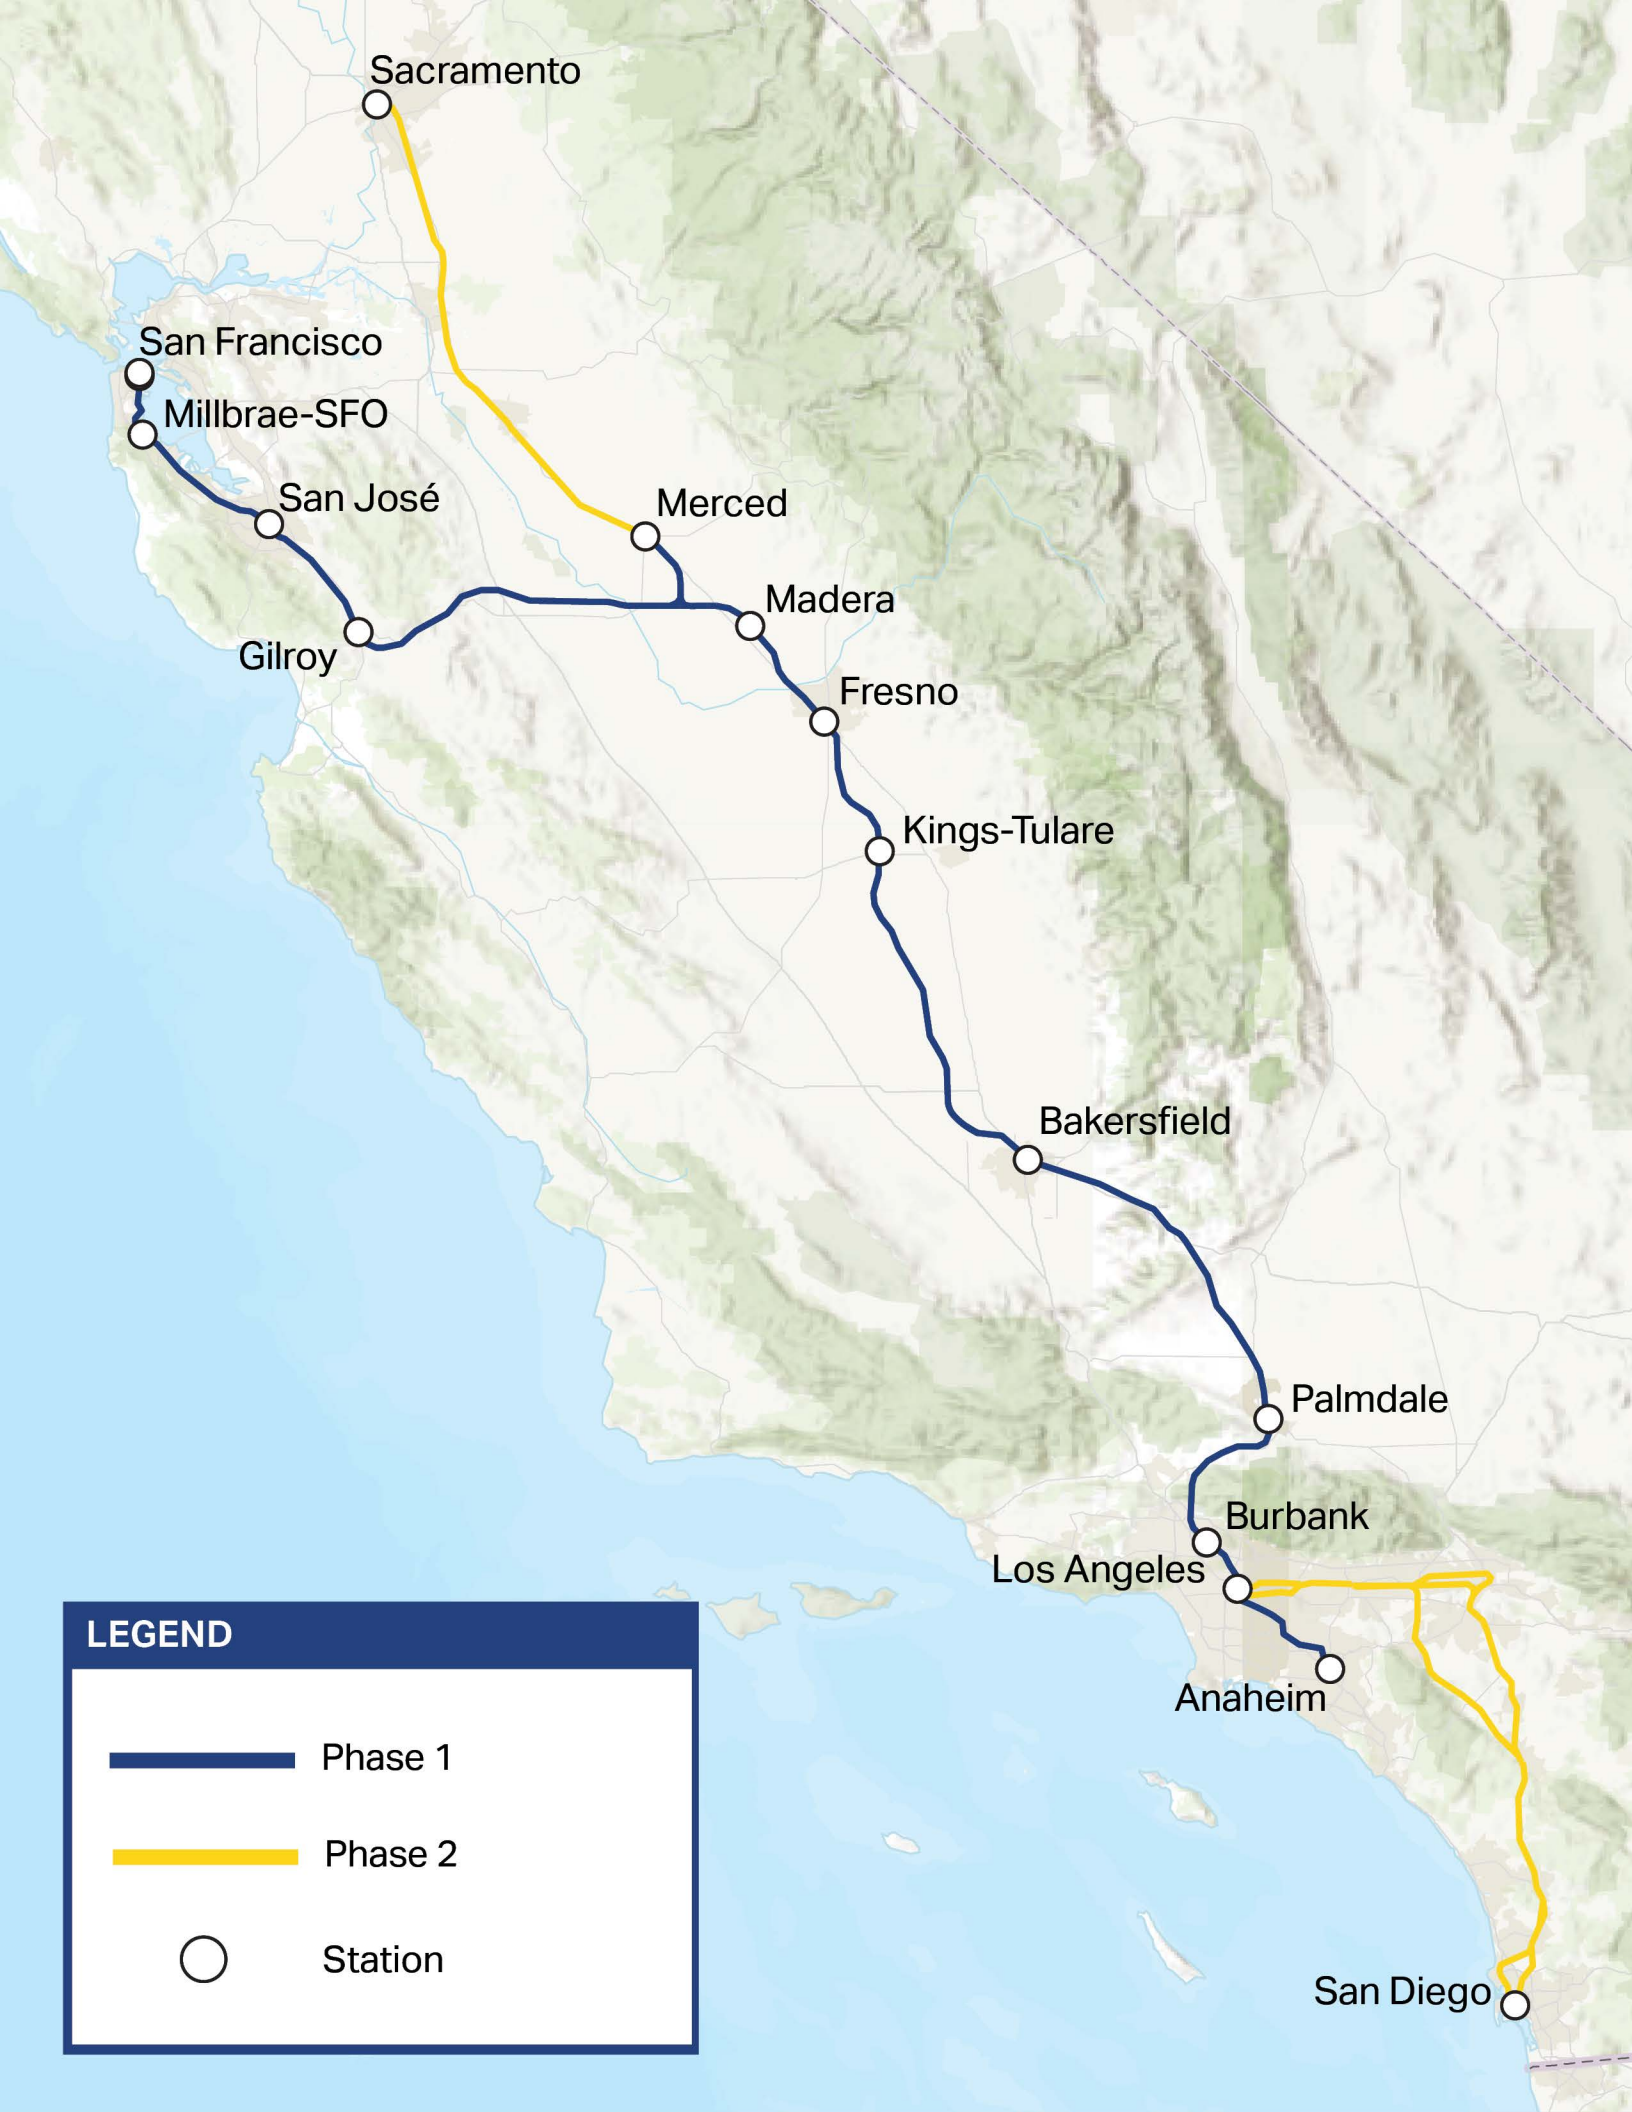 Sacramento
San Francisco
Millbrae-SFO
San José
Merced
Madera
Gilroy
Fresno
Kings-Tulare
Bakersfield
Palmdale
Burbank
Los Angeles
Anaheim
San Diego
LEGEND
Phase 1
Phase 2
Station